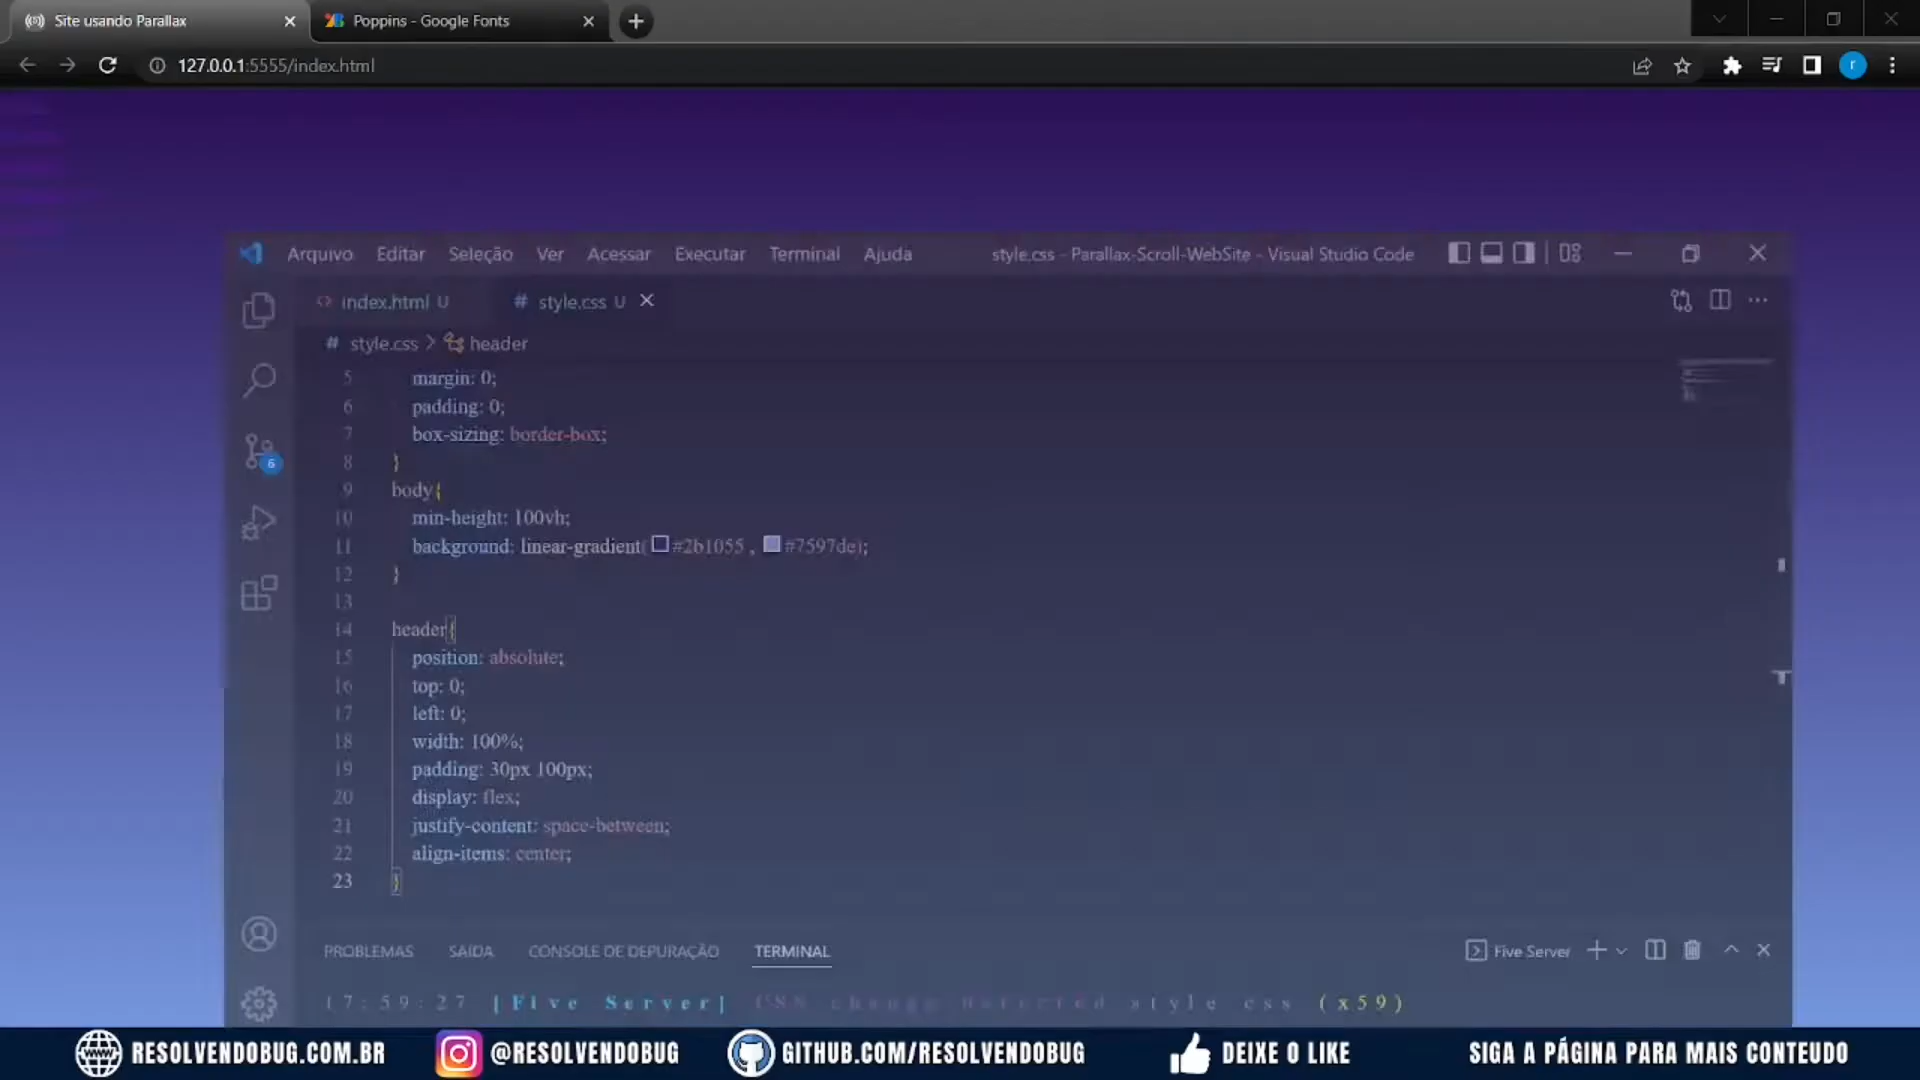 Site usando Parallax
Poppins - Google Fonts
127.0.0.1:5555/index.html
r
Arquivo Editar Seleção Ver Acessar Executar Terminal Ajuda style.css - Parallax-Scroll-WebSite - Visual Studio Code
<> index.html U # style.css U
# style.css > header
5 margin: 0;
6 padding: 0;
7 box-sizing: border-box;
8 }
9 body{
10 min-height: 100vh;
11 background: linear-gradient( #2b1055 , #7597de);
12 }
13
14 header{
15 position: absolute;
16 top: 0;
17 left: 0;
18 width: 100%;
19 padding: 30px 100px;
20 display: flex;
21 justify-content: space-between;
22 align-items: center;
23 }
6
PROBLEMAS SAÍDA CONSOLE DE DEPURAÇÃO TERMINAL Five Server
17:59:27 [Five Server] change detected style css (x59)
RESOLVENDOBUG.COM.BR @RESOLVENDOBUG GITHUB.COM/RESOLVENDOBUG DEIXE O LIKE SIGA A PÁGINA PARA MAIS CONTEUDO